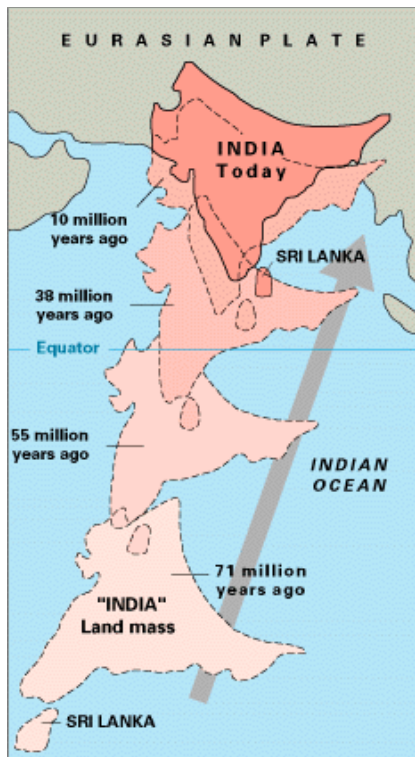 EURASIAN PLATE
INDIA
Today
10 million
years ago
SRI LANKA
38 million
years ago
Equator
55 million
years ago
INDIAN
OCEAN
71 million
years ago
"INDIA"
Land mass
SRI LANKA